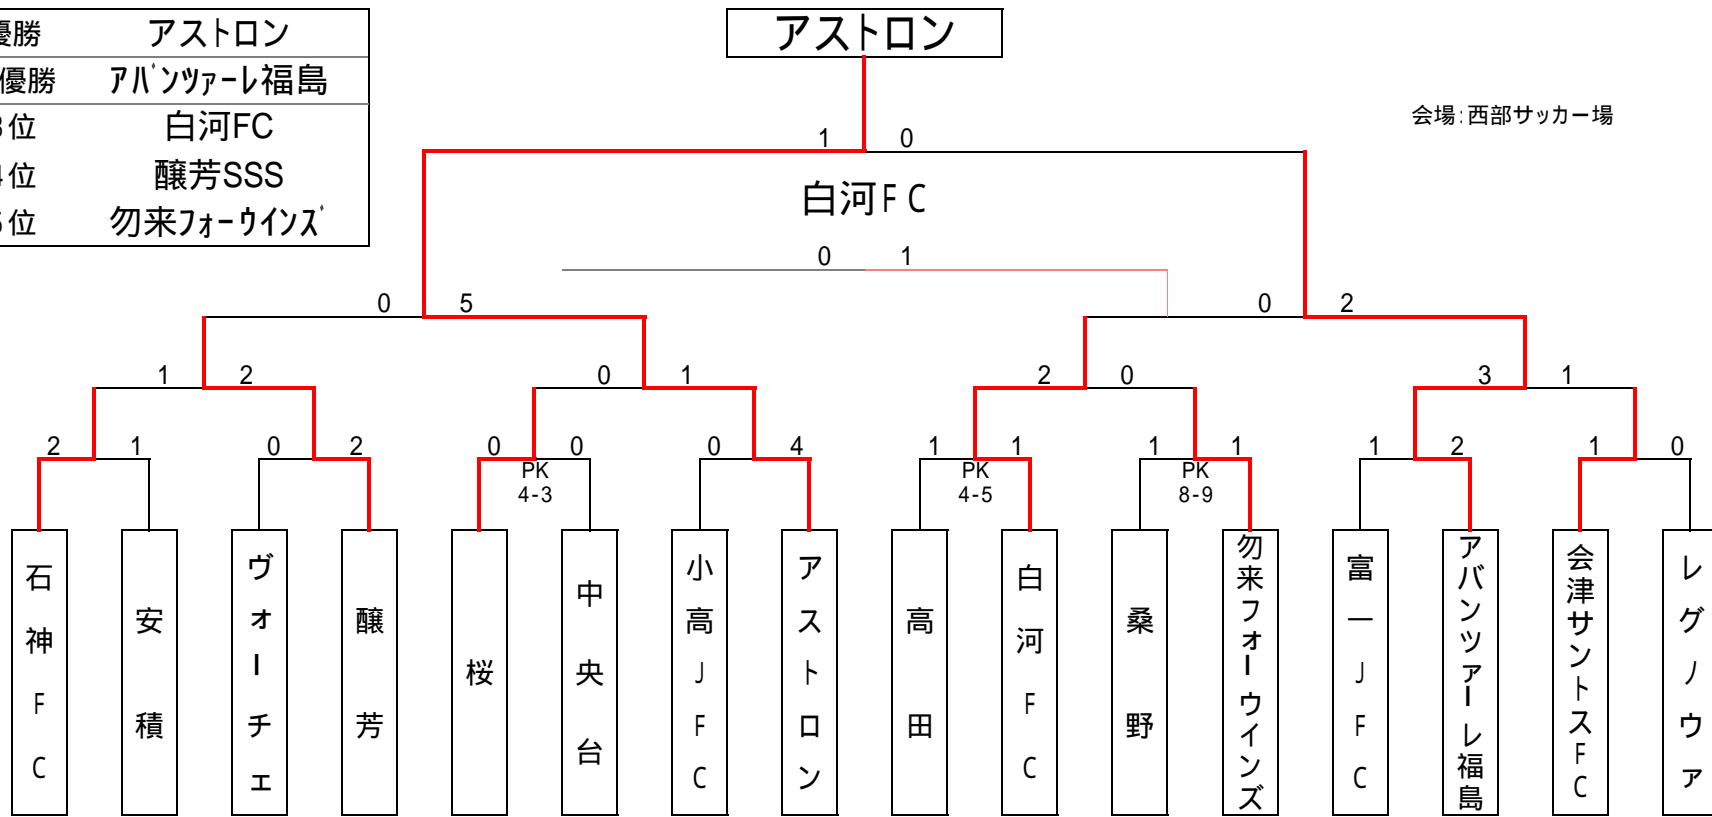 優勝 アストロン
優勝 アバンツァーレ福島
3位 白河FC
4位 醸芳SSS
5位 勿来フォーウインズ
アストロン
会場:西部サッカー場
1 0
白河FC
0 1
0 5 0 2
1 2 0 1 2 0 3 1
2 1 0 2 0 0 0 4 1 1 1 1 1 2 1 0
PK PK PK
4-3 4-5 8-9
石神FC
安積
ヴォーチェ
醸芳
桜
中央台
小高JFC
アストロン
高田
白河FC
桑野
勿来フォーウインズ
富一JFC
アバンツァーレ福島
会津サントスFC
レグノヴァ